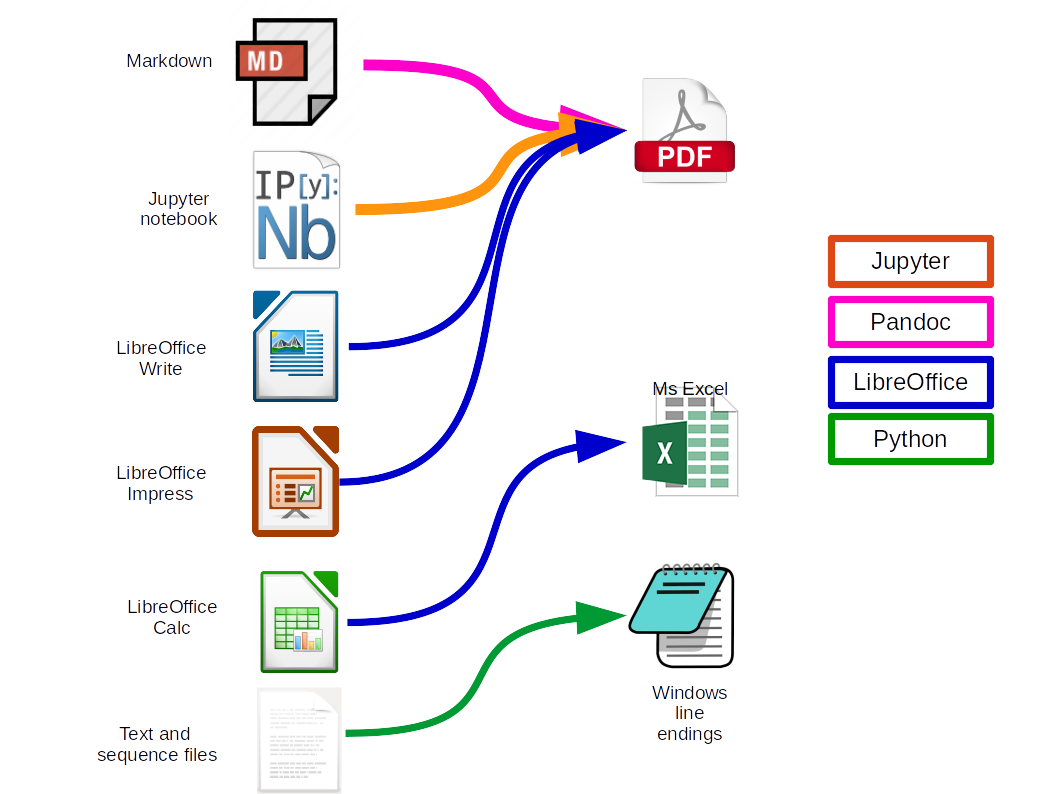 Markdown
MD
PDF
Jupyter
notebook
IP[y]:
Nb
Jupyter
Pandoc
LibreOffice
Write
LibreOffice
Ms Excel
X
Python
LibreOffice
Impress
LibreOffice
Calc
Text and
sequence files
Windows
line
endings